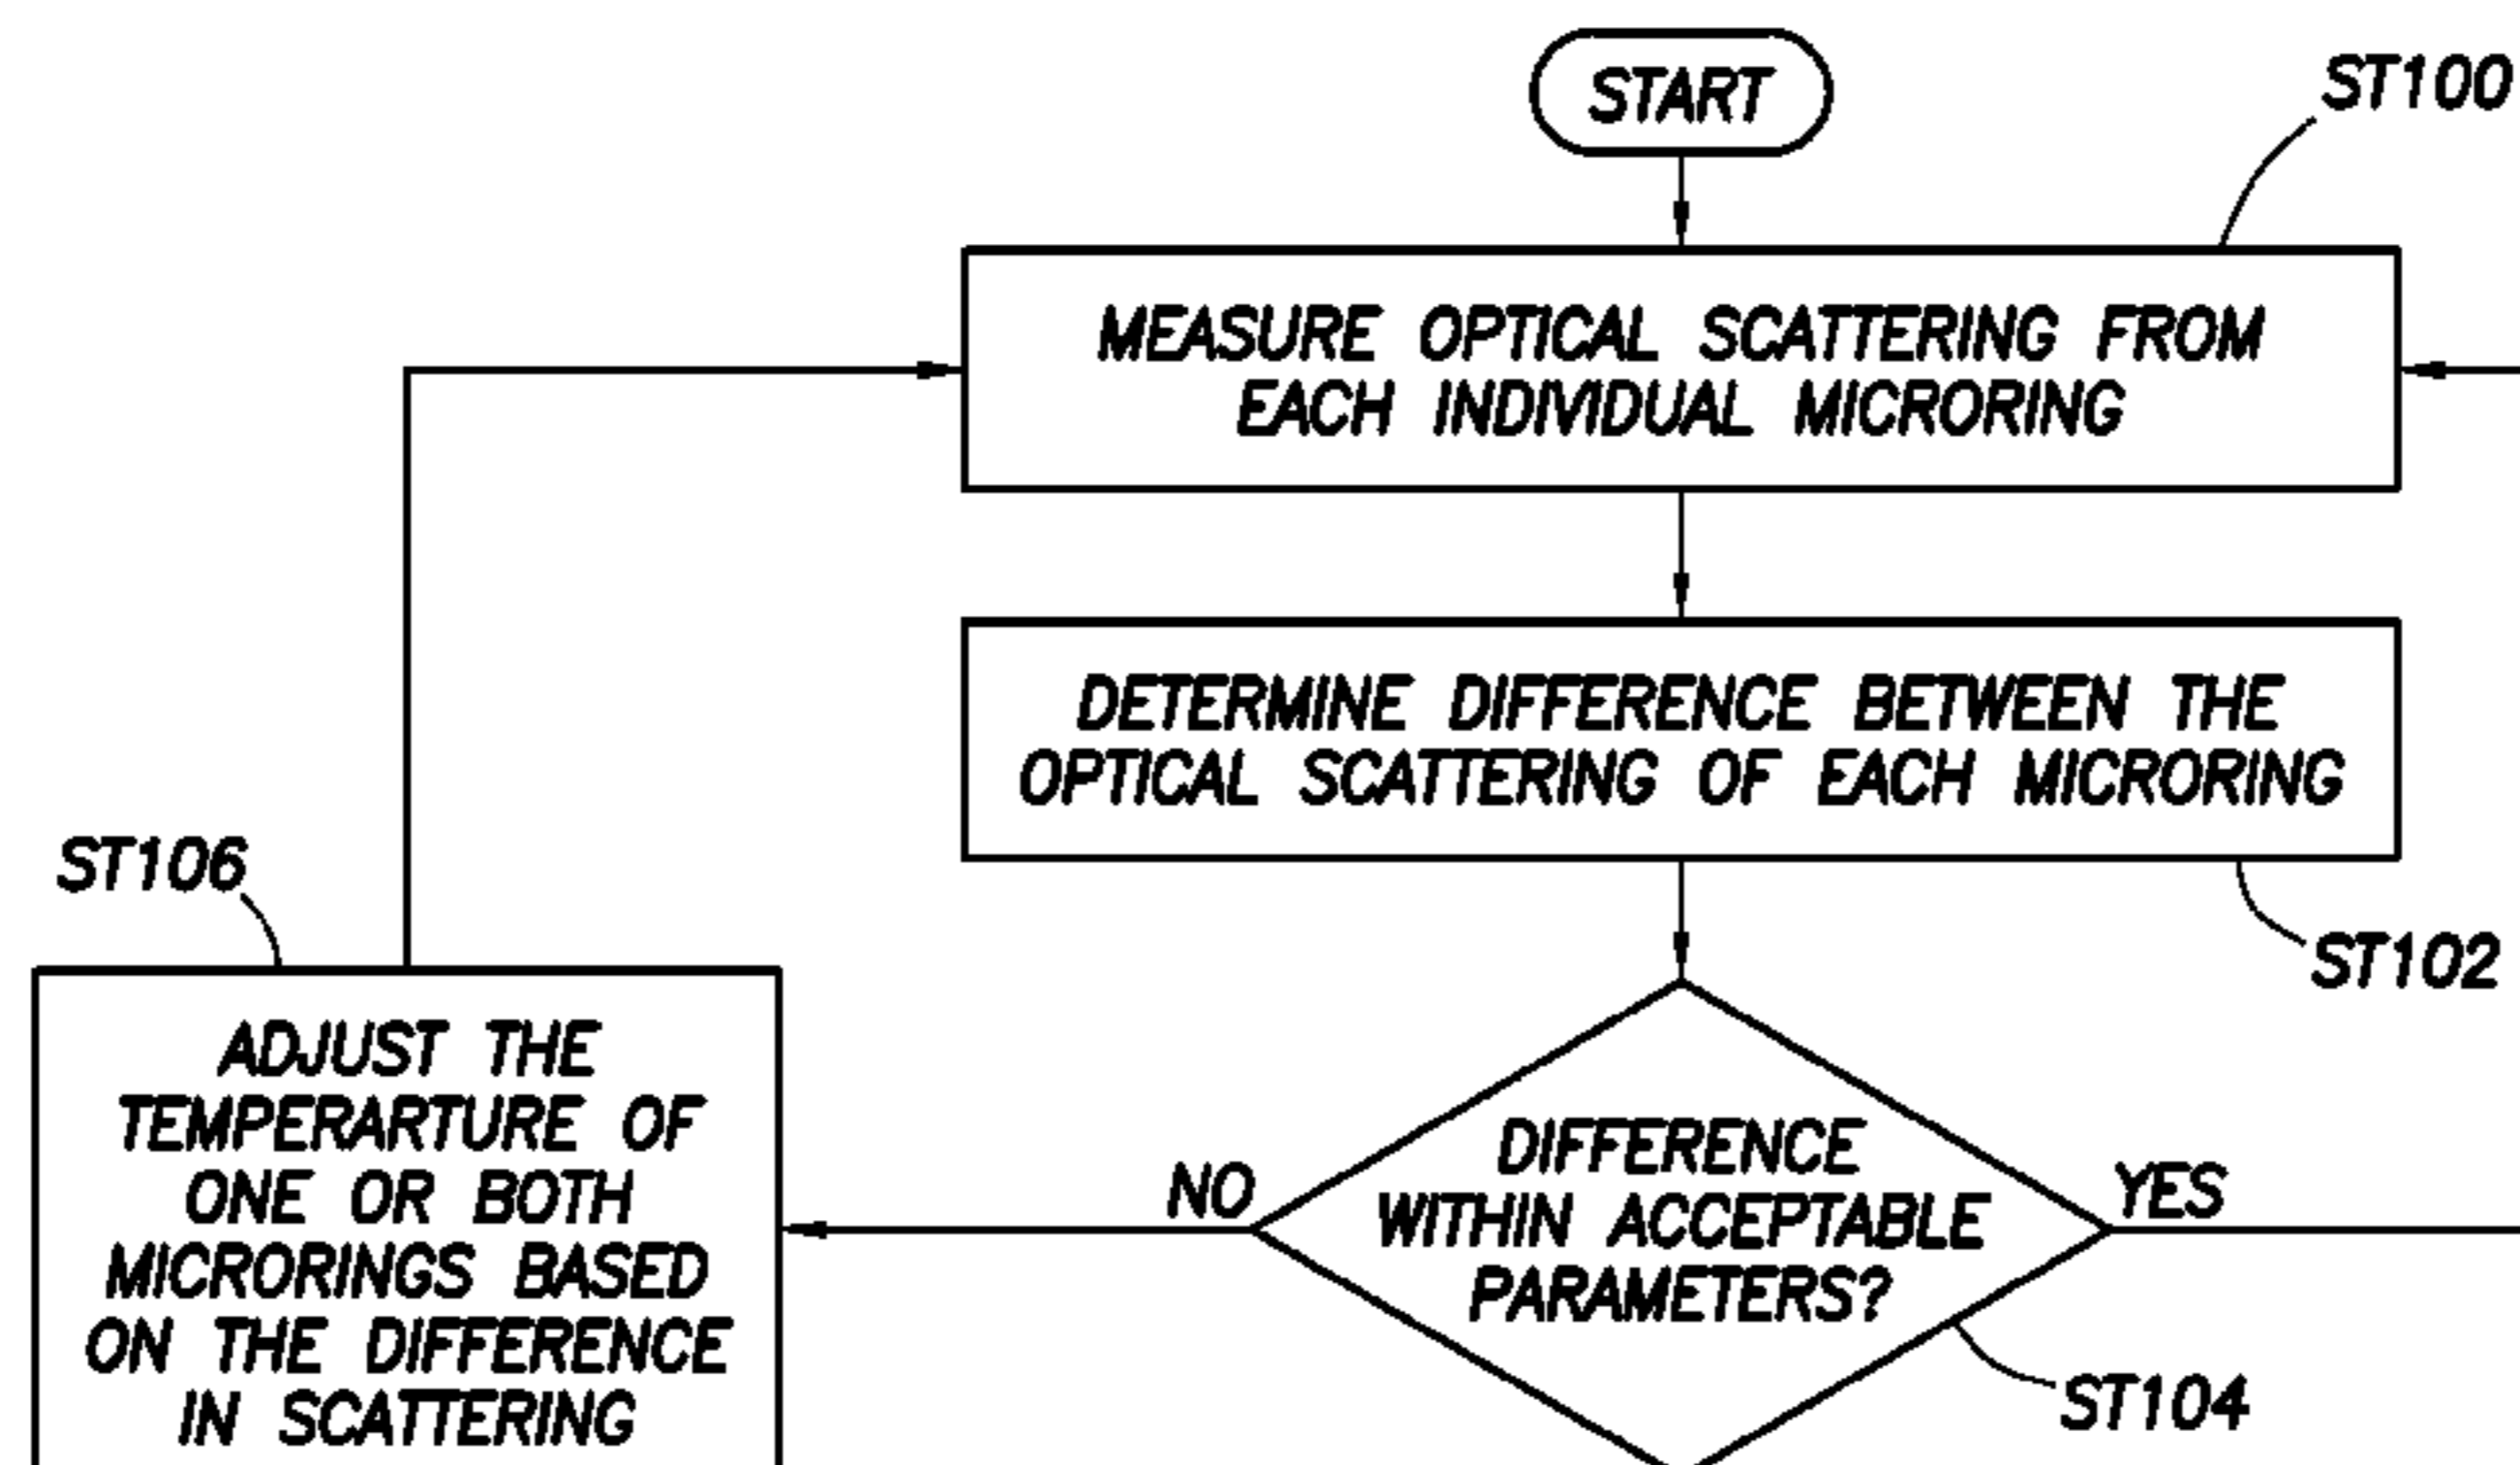 START
ST100
MEASURE OPTICAL SCATTERING FROM
EACH INDIVIDUAL MICRORING
DETERMINE DIFFERENCE BETWEEN THE
OPTICAL SCATTERING OF EACH MICRORING
ST102
ST106
ADJUST THE
TEMPERARTURE OF
ONE OR BOTH
MICRORINGS BASED
ON THE DIFFERENCE
IN SCATTERING
NO
DIFFERENCE
WITHIN ACCEPTABLE
PARAMETERS?
YES
ST104